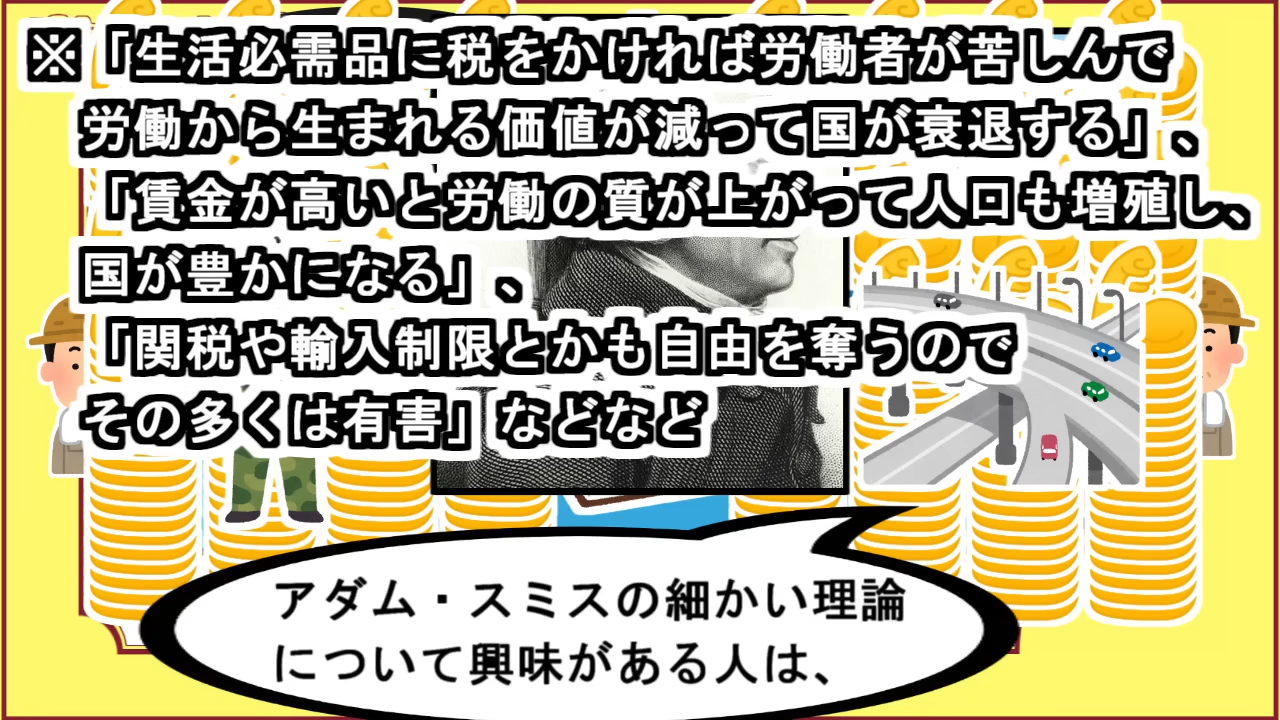 ※「生活必需品に税をかければ労働者が苦しんで
労働から生まれる価値が減って国が衰退する」、
「賃金が高いと労働の質が上がって人口も増殖し、
国が豊かになる」、
「関税や輸入制限とかも自由を奪うので
その多くは有害」などなど
アダム・スミスの細かい理論
について興味がある人は、